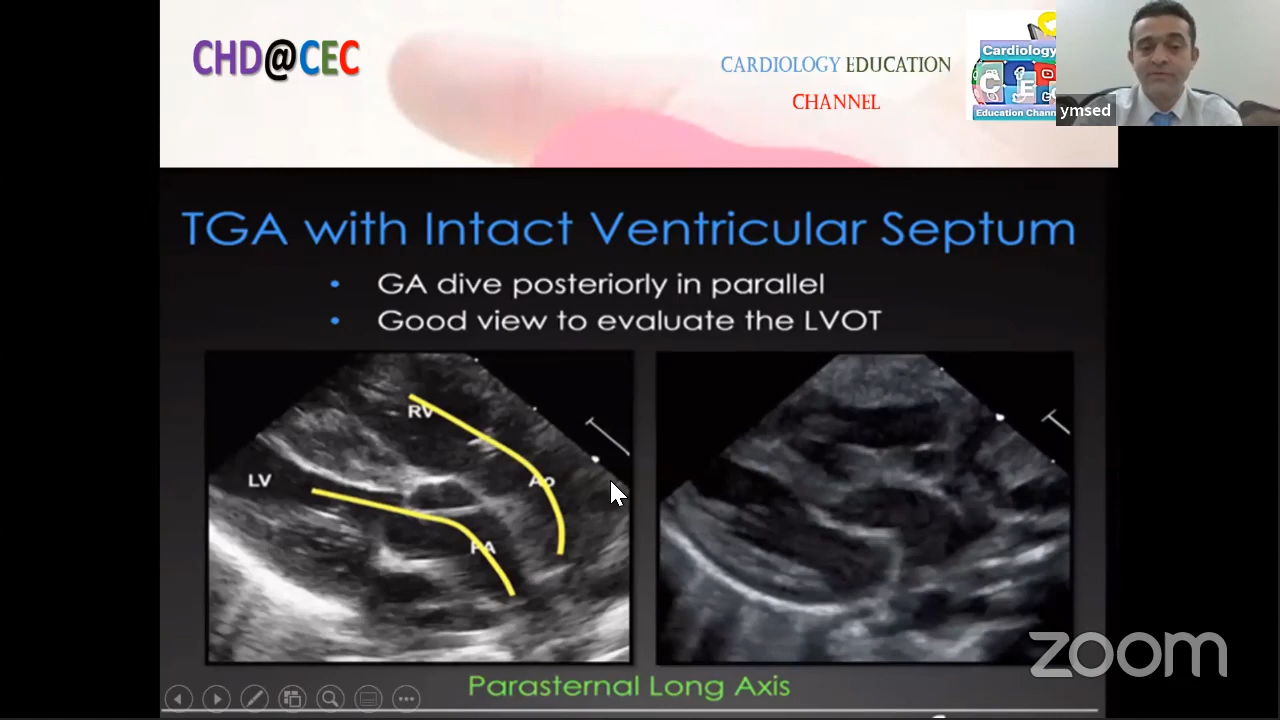 CHD@CEC
CARDIOLOGY EDUCATION
CHANNEL
Cardiology
Education Chann
ymsed
TGA with Intact Ventricular Septum
• GA dive posteriorly in parallel
• Good view to evaluate the LVOT
RV
LV
Ao
PA
Parasternal Long Axis
zoom